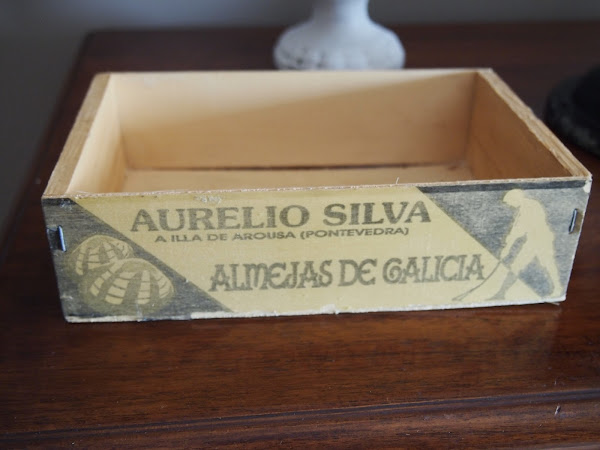 AURELIO SILVA
A ILLA DE AROUSA (PONTEVEDRA)
ALMEJAS DE GALICIA